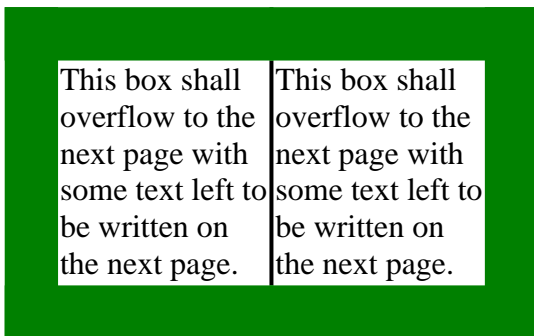 This box shall
overflow to the
next page with
some text left to
be written on
the next page.
This box shall
overflow to the
next page with
some text left to
be written on
the next page.